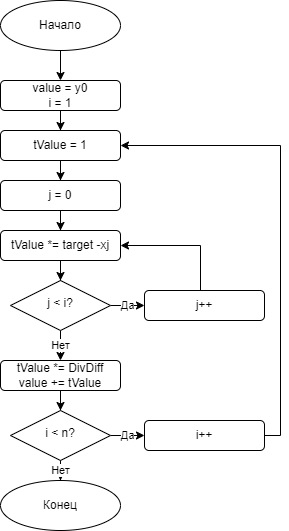 Начало
value = y0
i = 1
tValue = 1
j = 0
tValue *= target -xj
j < i?
Да
j++
Нет
tValue *= DivDiff
value += tValue
i < n?
Да
i++
Нет
Конец